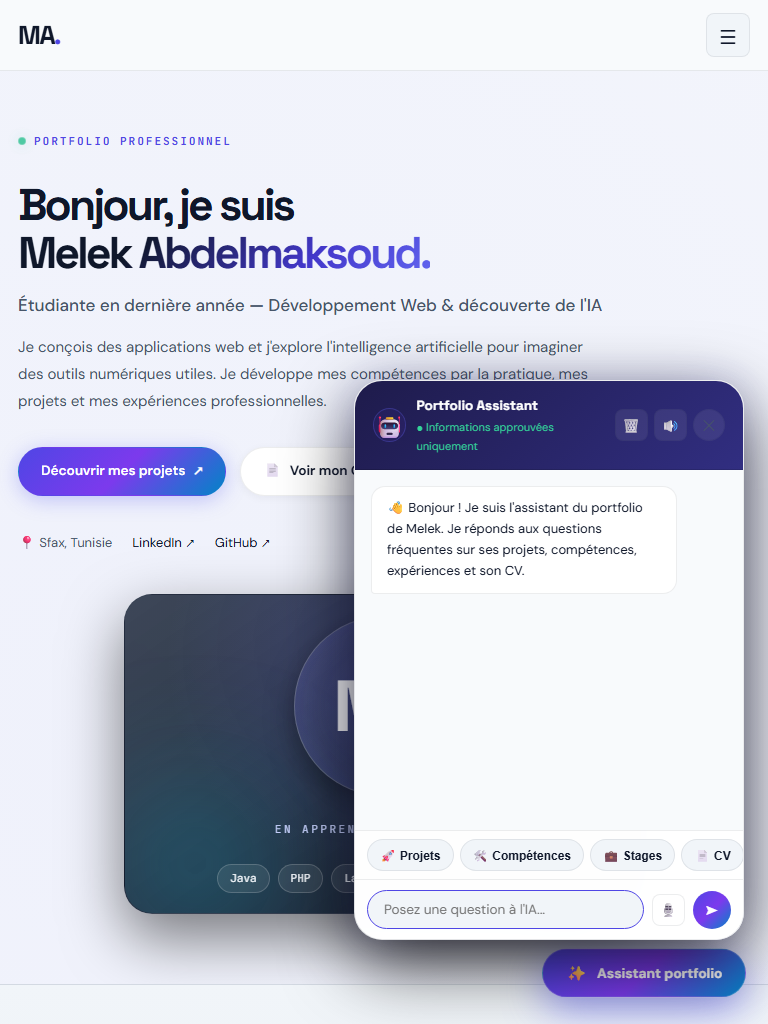 MA.
☰
PORTFOLIO PROFESSIONNEL
Bonjour, je suis
Melek Abdelmaksoud.
Étudiante en dernière année — Développement Web & découverte de l'IA
Je conçois des applications web et j'explore l'intelligence artificielle pour imaginer
des outils numériques utiles. Je développe mes compétences par la pratique, mes
projets et mes expériences professionnelles.
Découvrir mes projets ↗
Voir mon
📍 Sfax, Tunisie LinkedIn ↗ GitHub ↗
EN APPREN
Java PHP
Portfolio Assistant
● Informations approuvées
uniquement
👋 Bonjour ! Je suis l'assistant du portfolio
de Melek. Je réponds aux questions
fréquentes sur ses projets, compétences,
expériences et son CV.
🚀 Projets 🛠 Compétences 💼 Stages 📄 CV
Posez une question à l'IA...
✨ Assistant portfolio